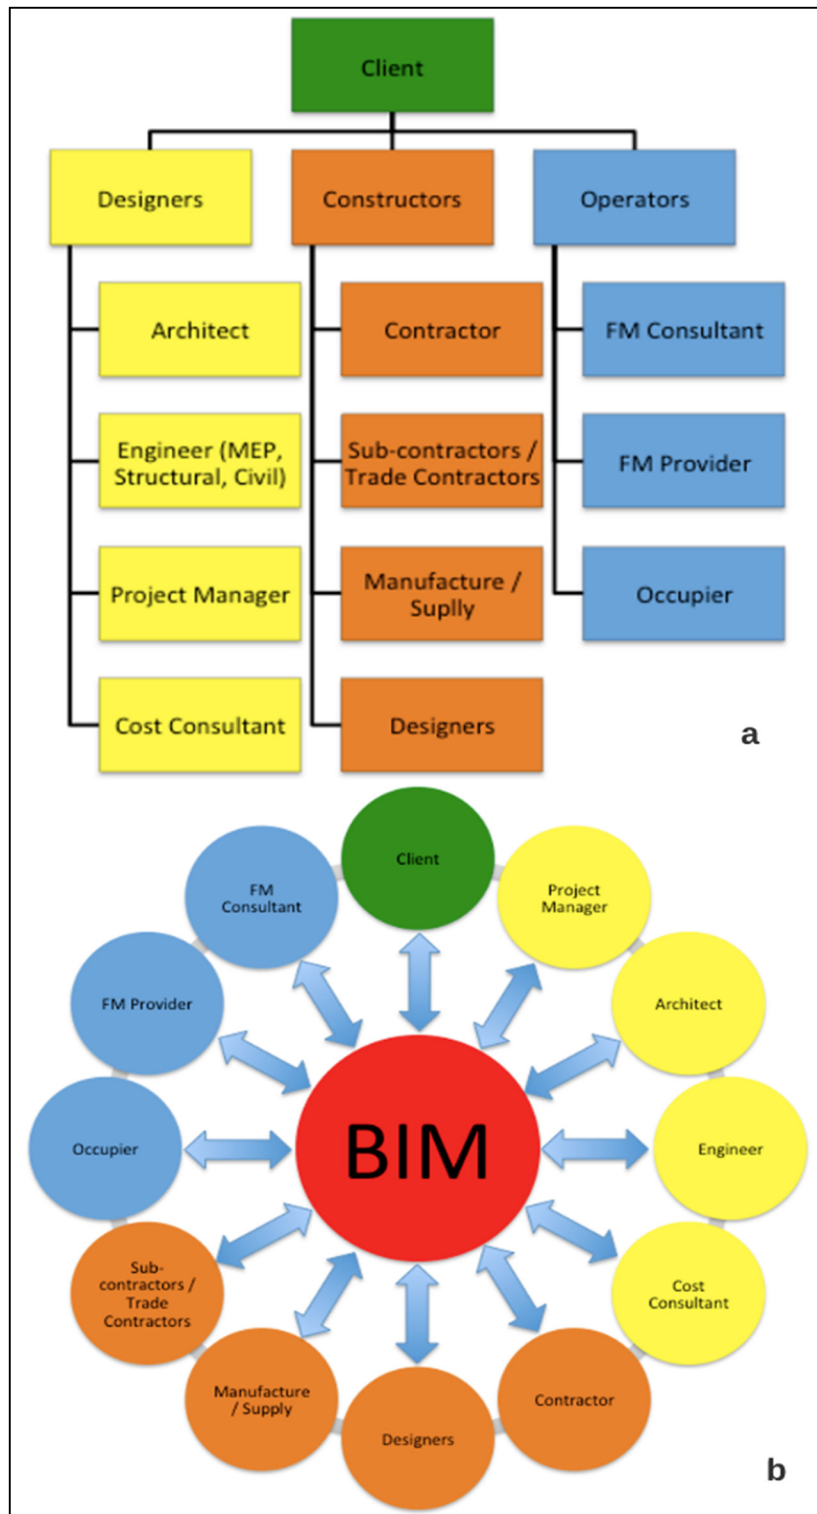 Client
Designers
Constructors
Operators
Architect
Contractor
FM Consultant
Engineer (MEP,
Structural, Civil)
Sub-contractors /
Trade Contractors
FM Provider
Project Manager
Manufacture /
Suplly
Occupier
Cost Consultant
Designers
a
Client
FM
Consultant
Project
Manager
FM Provider
Architect
Occupier
BIM
Engineer
Sub-
contractors /
Trade
Contractors
Cost
Consultant
Manufacture
/ Supply
Designers
Contractor
b